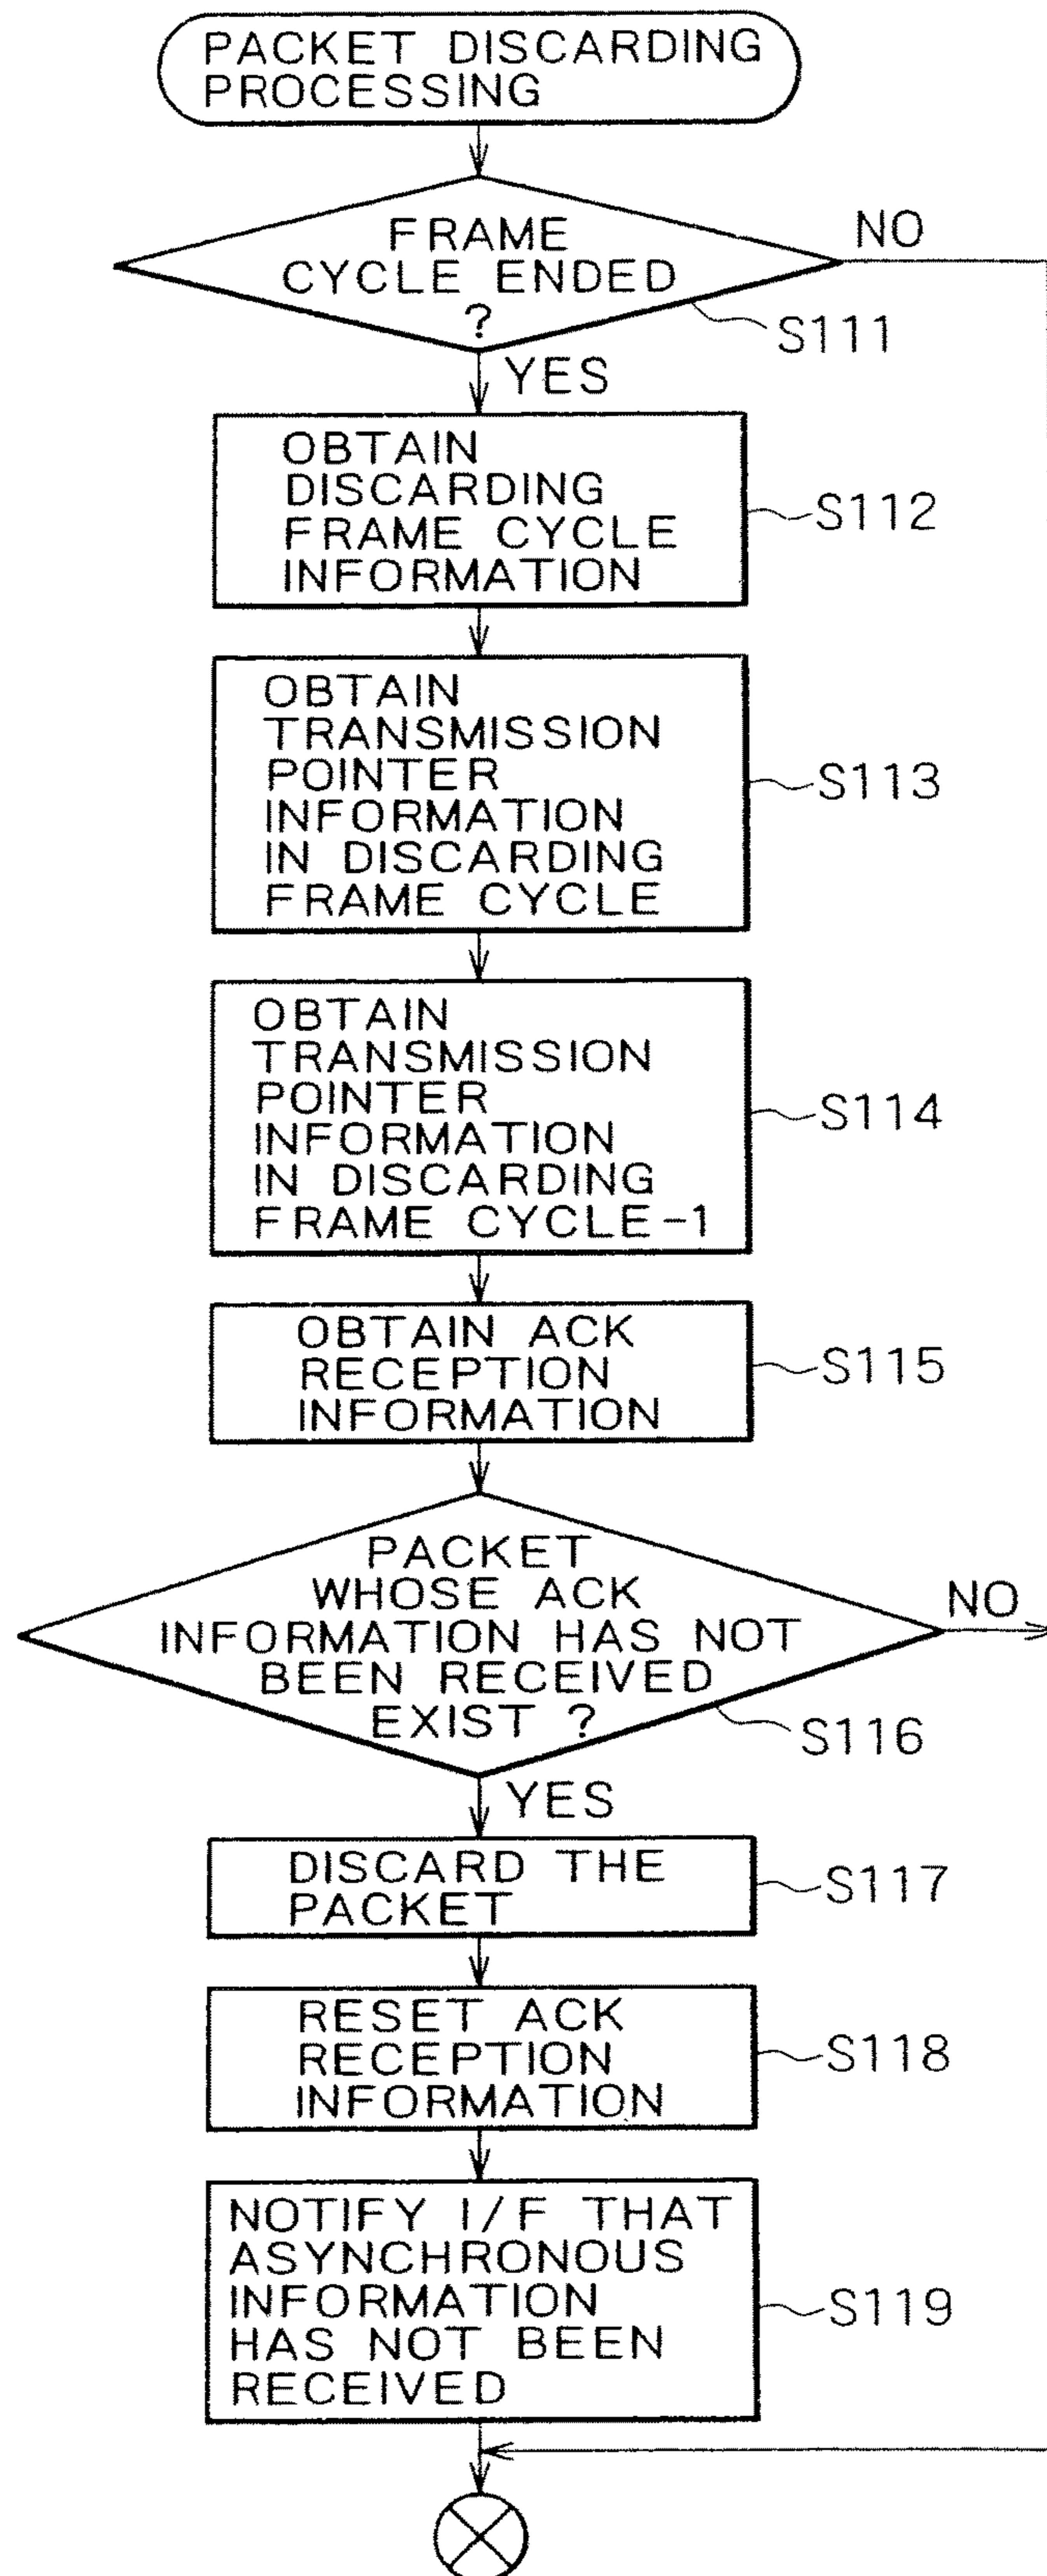 PACKET DISCARDING
PROCESSING
FRAME
CYCLE ENDED
?
NO
S111
YES
OBTAIN
DISCARDING
FRAME CYCLE
INFORMATION
S112
OBTAIN
TRANSMISSION
POINTER
INFORMATION
IN DISCARDING
FRAME CYCLE
S113
OBTAIN
TRANSMISSION
POINTER
INFORMATION
IN DISCARDING
FRAME CYCLE-1
S114
OBTAIN ACK
RECEPTION
INFORMATION
S115
PACKET
WHOSE ACK
INFORMATION HAS NOT
BEEN RECEIVED
EXIST ?
NO
S116
YES
DISCARD THE
PACKET
S117
RESET ACK
RECEPTION
INFORMATION
S118
NOTIFY I/F THAT
ASYNCHRONOUS
INFORMATION
HAS NOT BEEN
RECEIVED
S119